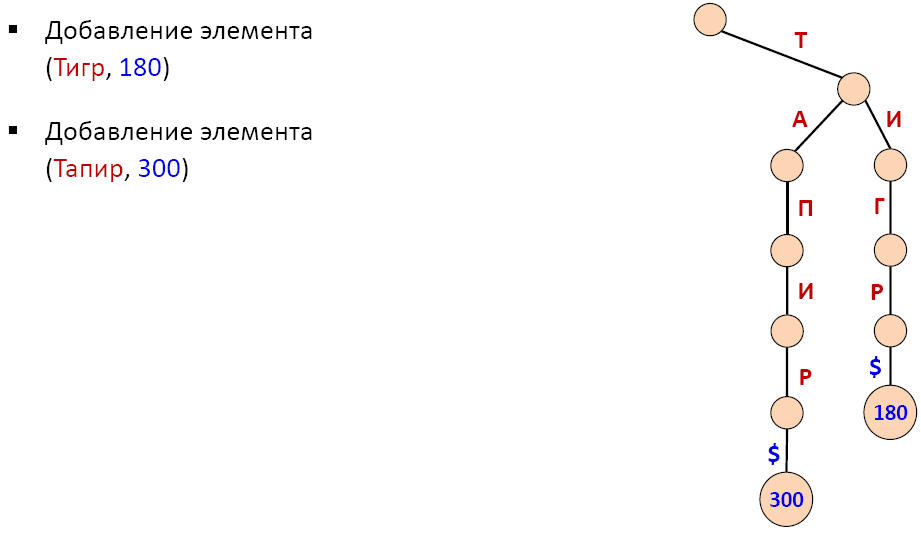 ▪ Добавление элемента
(Тигр, 180)
▪ Добавление элемента
(Тапир, 300)
Т
А
И
П
Г
И
Р
Р
$
180
$
300